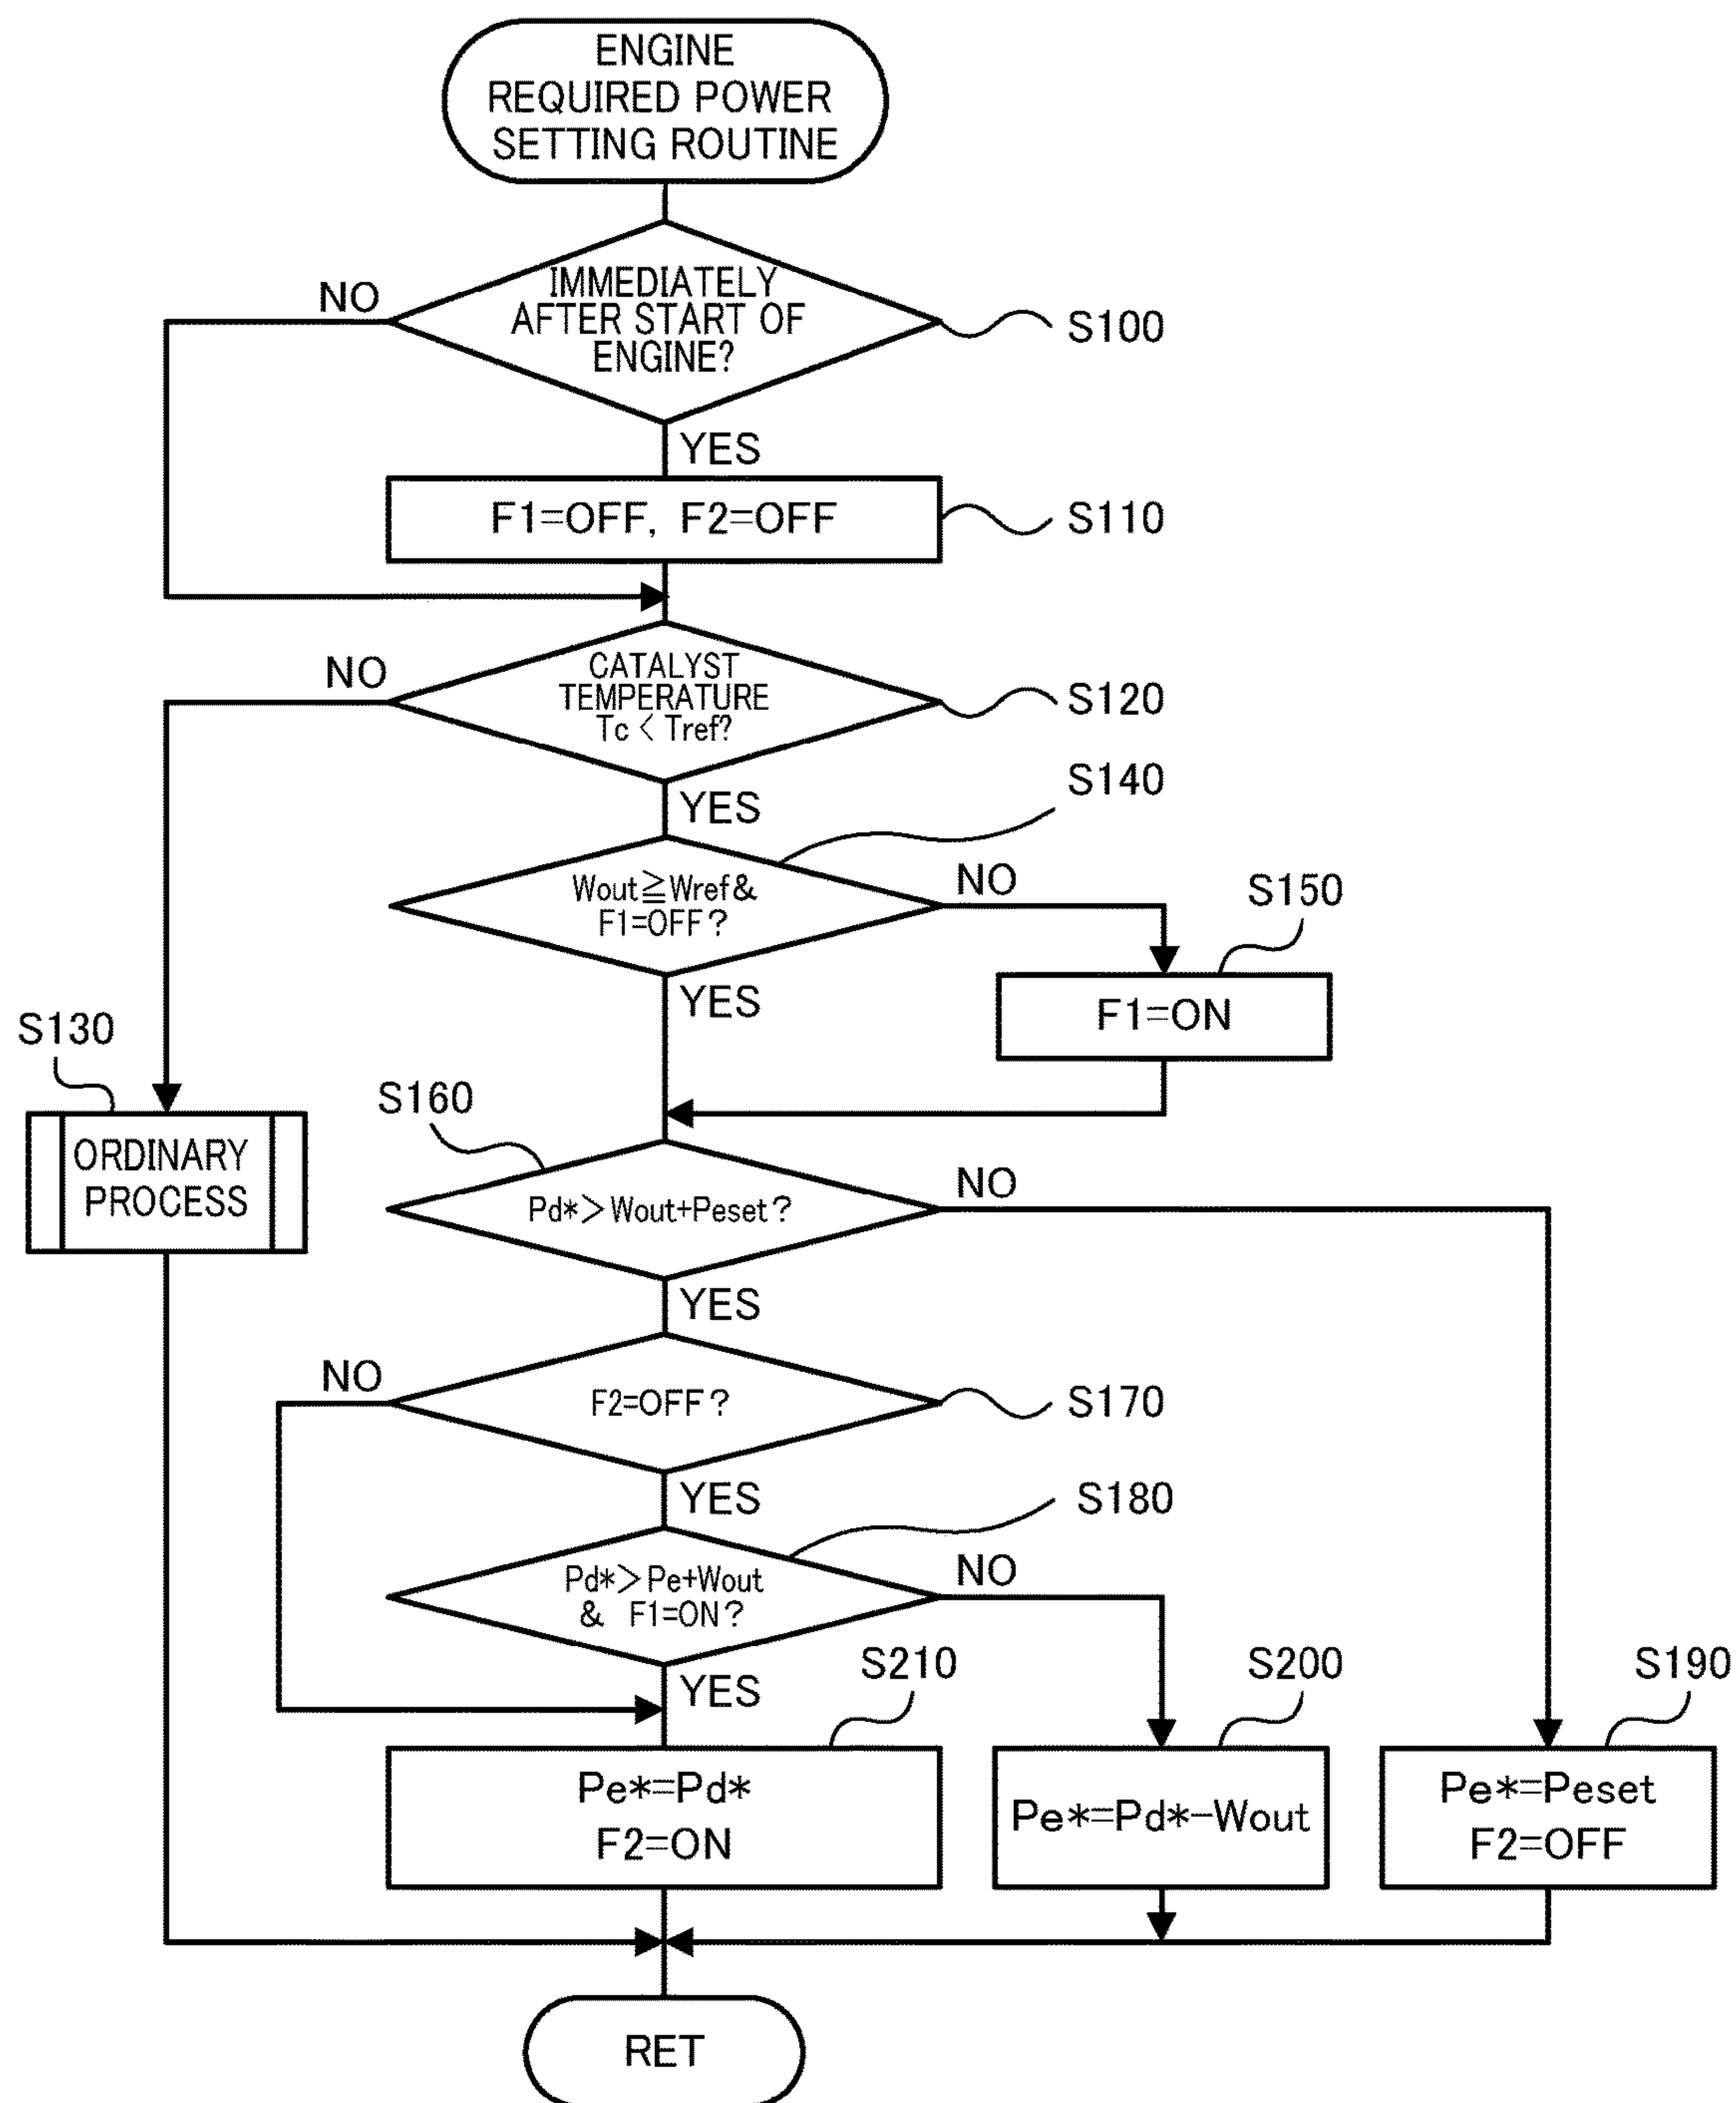 ENGINE
REQUIRED POWER
SETTING ROUTINE
NO
IMMEDIATELY
AFTER START OF
ENGINE?
S100
YES
F1=OFF, F2=OFF
S110
NO
CATALYST
TEMPERATURE
Tc < Tref?
S120
YES
S140
Wout≧Wref&
F1=OFF?
NO
S150
YES
F1=ON
S130
ORDINARY
PROCESS
S160
Pd*>Wout+Peset?
NO
YES
NO
F2=OFF?
S170
YES
S180
Pd*>Pe+Wout
& F1=ON?
NO
YES
S210
S200
S190
Pe*=Pd*
F2=ON
Pe*=Pd*-Wout
Pe*=Peset
F2=OFF
RET